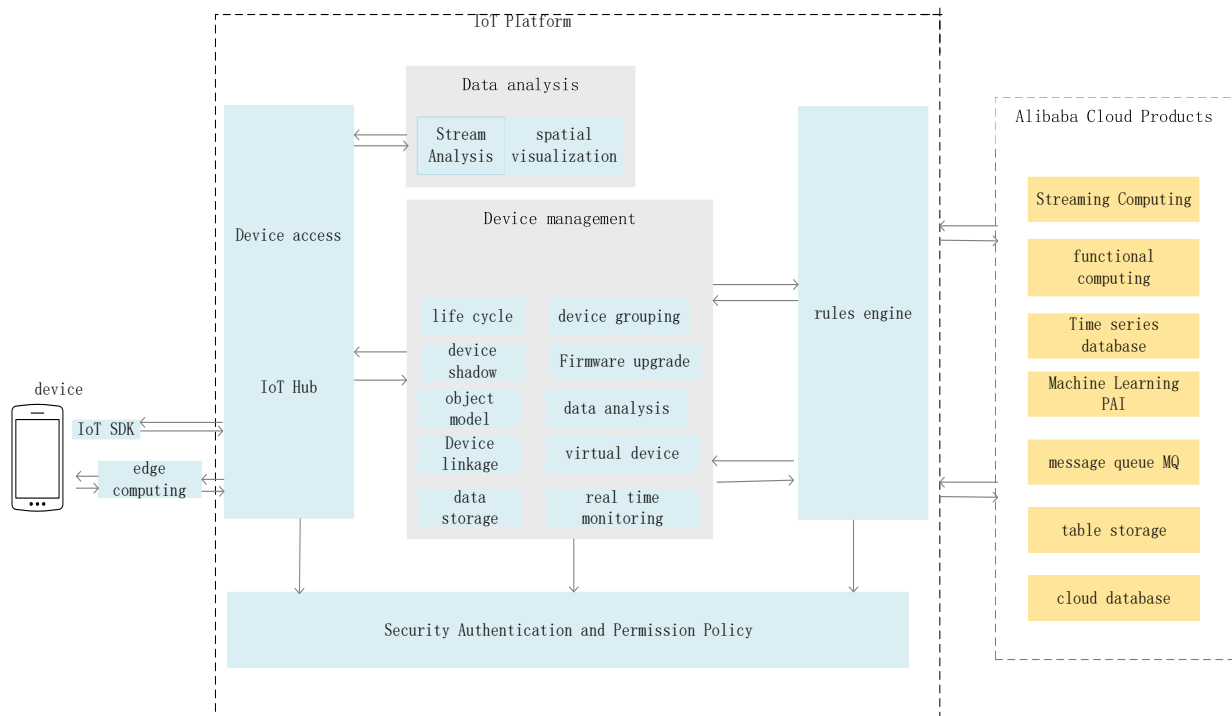 IoT Platform
Data analysis
Stream
Analysis
spatial
visualization
Device management
Device access
IoT Hub
life cycle
device grouping
device
shadow
Firmware upgrade
object
model
data analysis
Device
linkage
virtual device
data
storage
real time
monitoring
rules engine
device
IoT SDK
edge
computing
Security Authentication and Permission Policy
Alibaba Cloud Products
Streaming Computing
functional
computing
Time series
database
Machine Learning
PAI
message queue MQ
table storage
cloud database